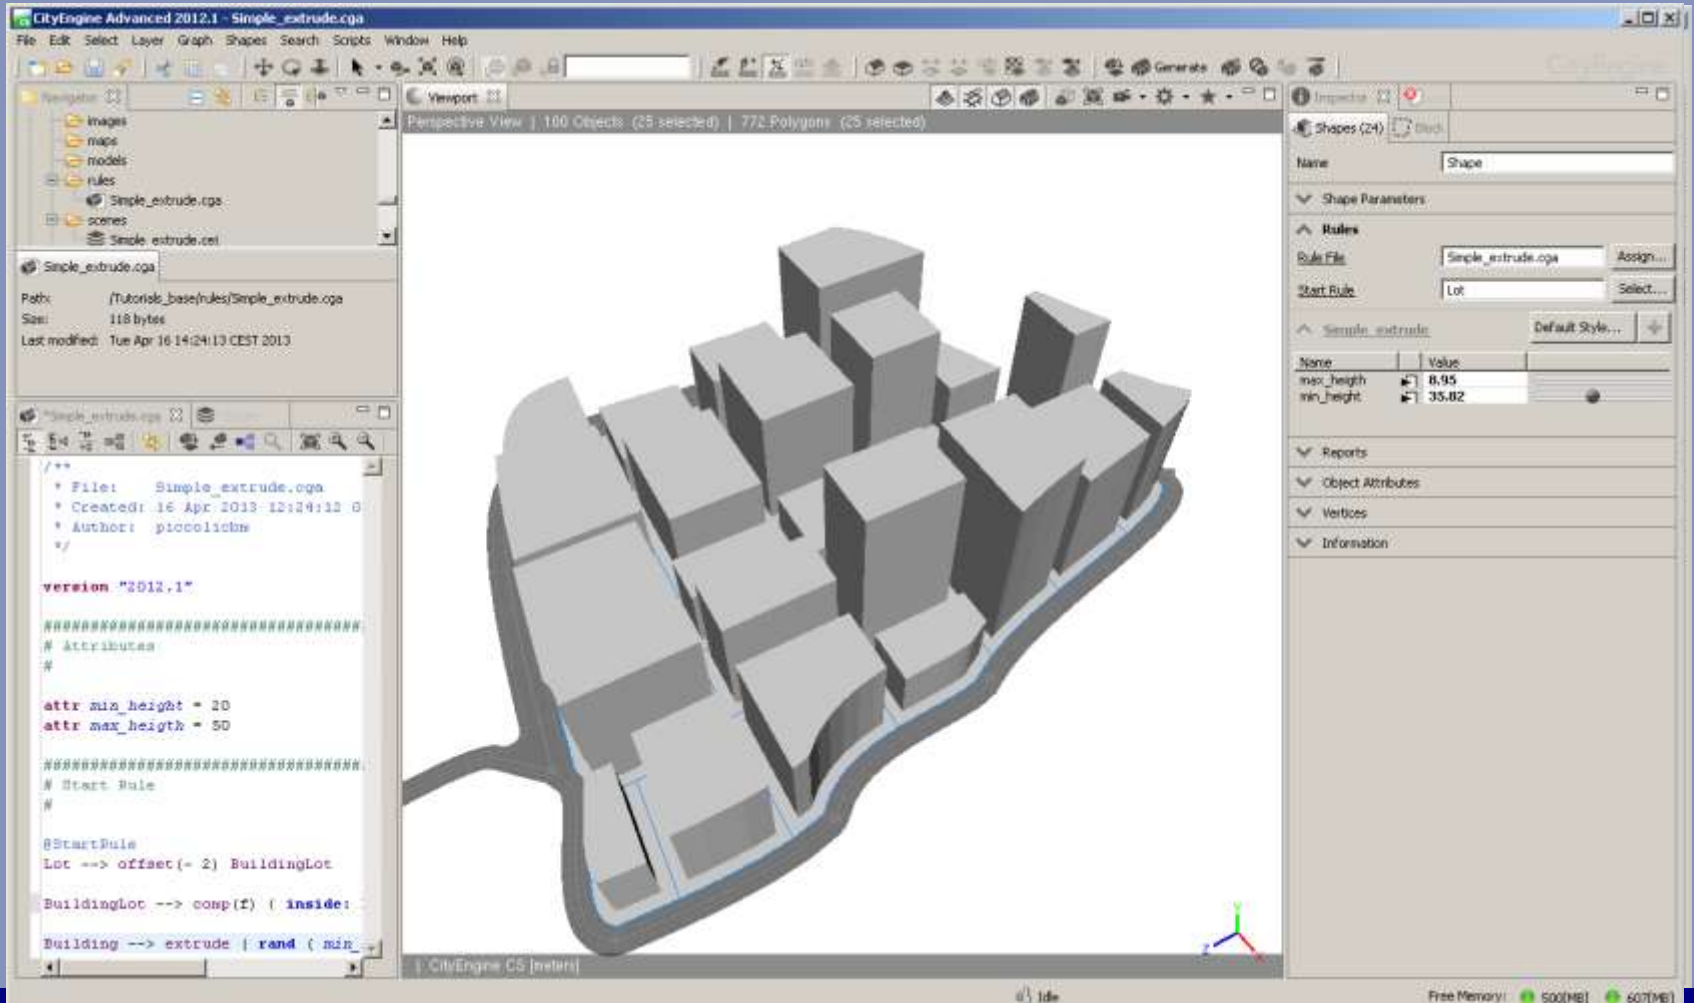 CityEngine Advanced 2012.1 - Simple_extrude.cga
File Edit Select Layer Graph Shapes Search Scripts Window Help
Generate
CityEngine
Navigator
images
maps
models
rules
Simple_extrude.cga
scenes
Simple_extrude.cej
Simple_extrude.cga
Path: /Tutorials_base/rules/Simple_extrude.cga
Size: 118 bytes
Last modified: Tue Apr 16 14:24:13 CEST 2013
*Simple_extrude.cga
/**
* File: Simple_extrude.cga
* Created: 16 Apr 2013 12:24:12 G
* Author: piccolicbm
*/
version "2012.1"
##################################
# Attributes
#
attr min_height = 20
attr max_heigth = 50
##################################
# Start Rule
#
@StartRule
Lot --> offset(- 2) BuildingLot
BuildingLot --> comp(f) { inside:
Building --> extrude ( rand ( min_
Viewport
Perspective View | 100 Objects (25 selected) | 772 Polygons (25 selected)
Y
Z
X
CityEngine CS [meters]
Inspector
Shapes (24) Block
Name Shape
Shape Parameters
Rules
Rule File Simple_extrude.cga Assign...
Start Rule Lot Select...
Simple_extrude Default Style...
Name Value
max_heigth 8.95
min_height 35.82
Reports
Object Attributes
Vertices
Information
Idle
Free Memory: 500[MB] 607[MB]